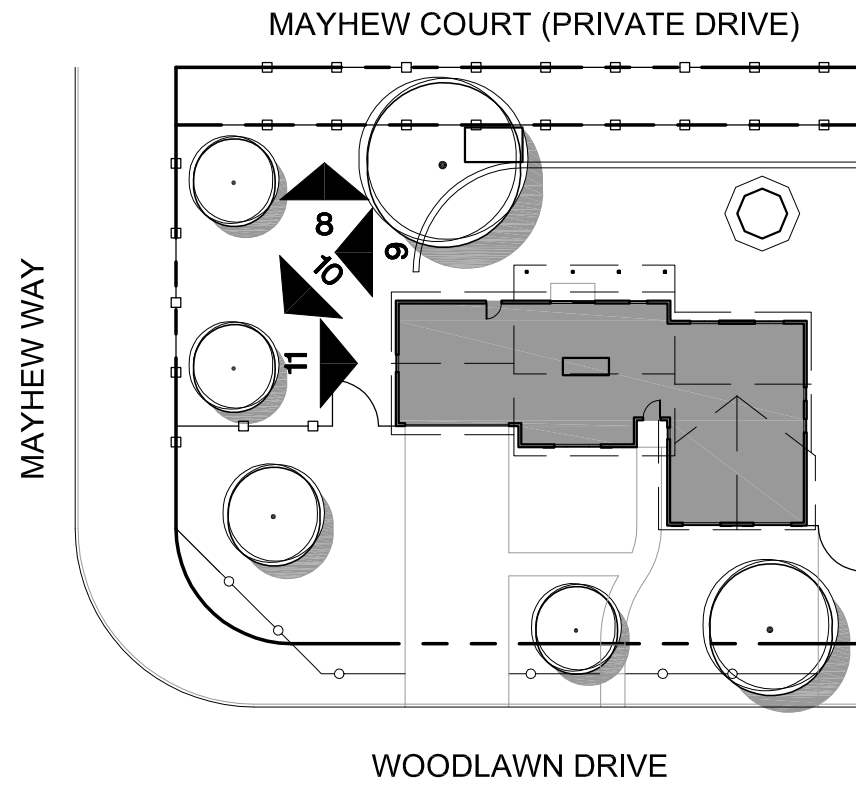 MAYHEW COURT (PRIVATE DRIVE)
8
9
10
11
MAYHEW WAY
WOODLAWN DRIVE